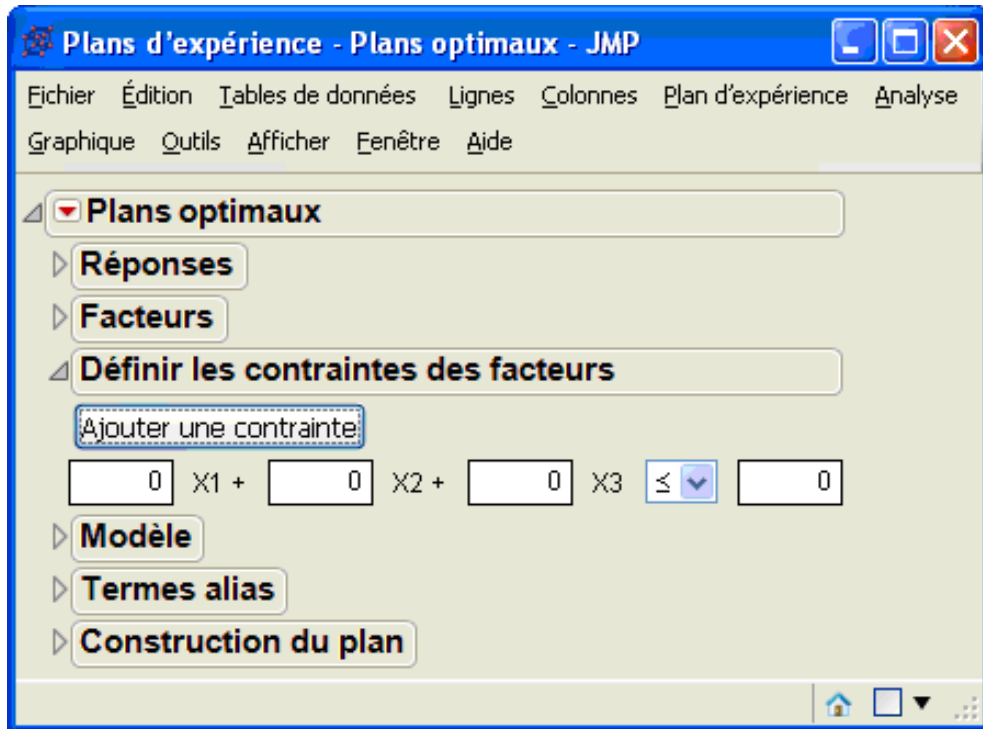 Plans d'expérience - Plans optimaux - JMP
Fichier Édition Tables de données Lignes Colonnes Plan d'expérience Analyse
Graphique Outils Afficher Fenêtre Aide
Plans optimaux
Réponses
Facteurs
Définir les contraintes des facteurs
Ajouter une contrainte
0 X1 + 0 X2 + 0 X3 ≤ 0
Modèle
Termes alias
Construction du plan